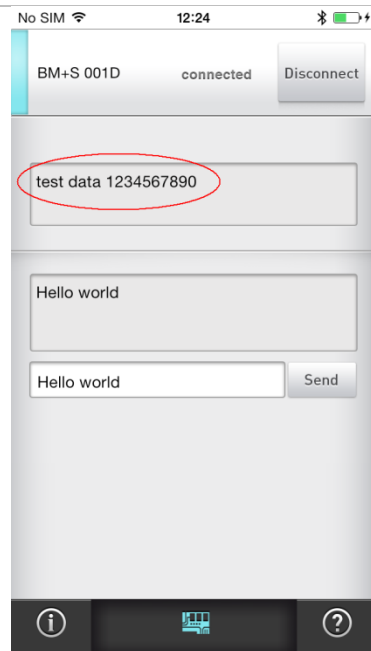 No SIM 12:24
BM+S 001D connected Disconnect
test data 1234567890
Hello world
Hello world Send